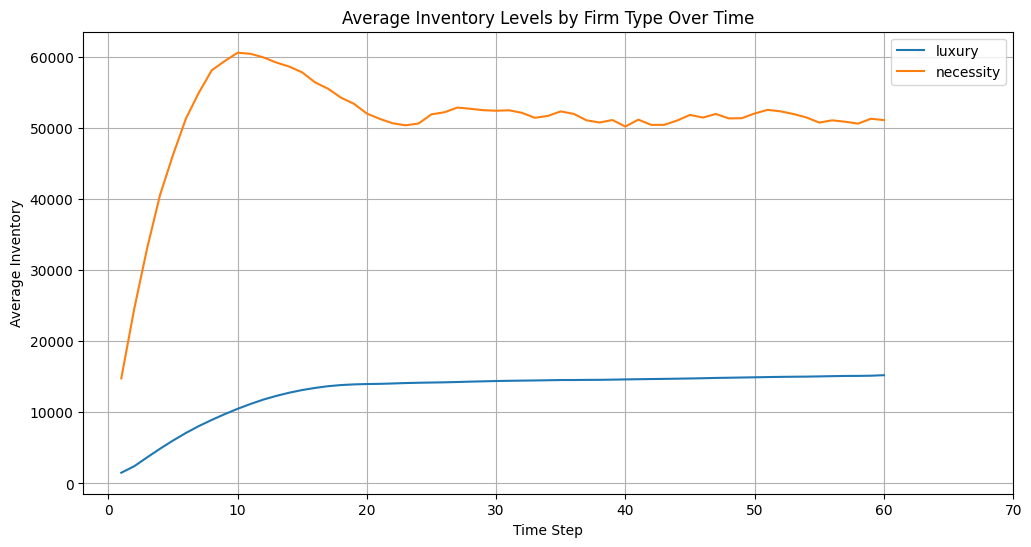 Average Inventory Levels by Firm Type Over Time
luxury
necessity
Average Inventory
60000
50000
40000
30000
20000
10000
0
0 10 20 30 40 50 60 70
Time Step